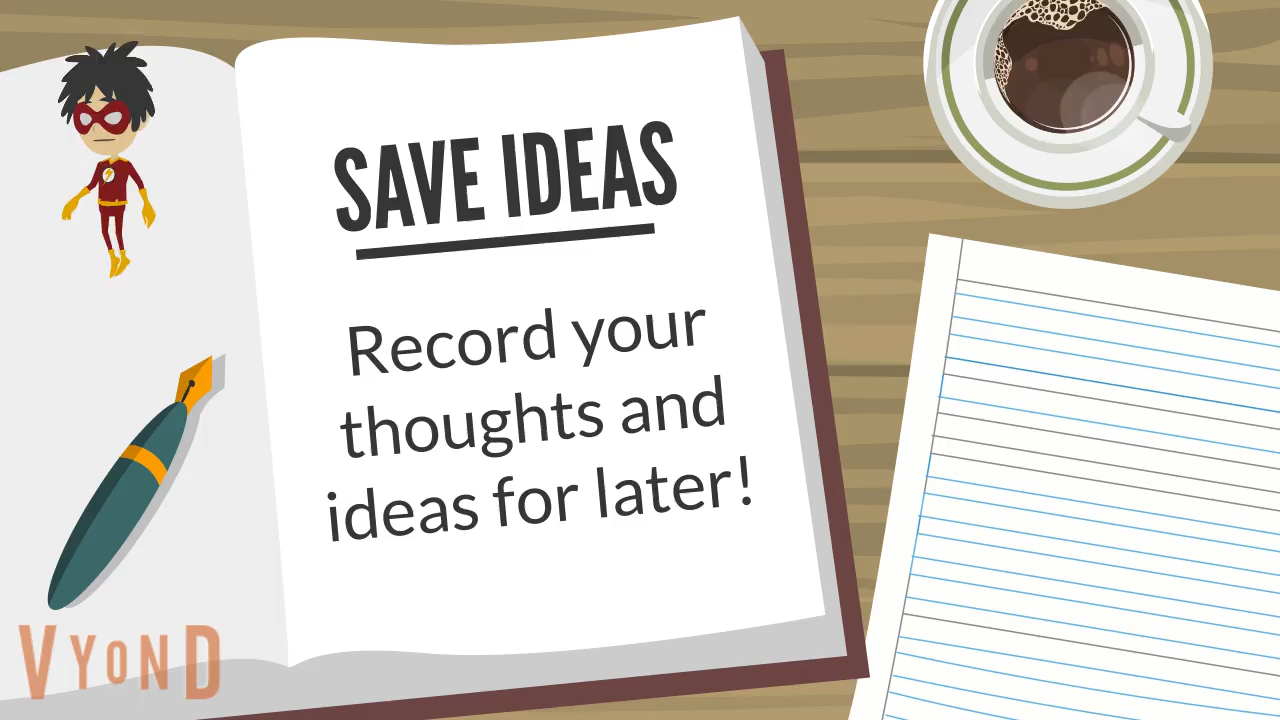 SAVE IDEAS
Record your
thoughts and
ideas for later!
VYOND